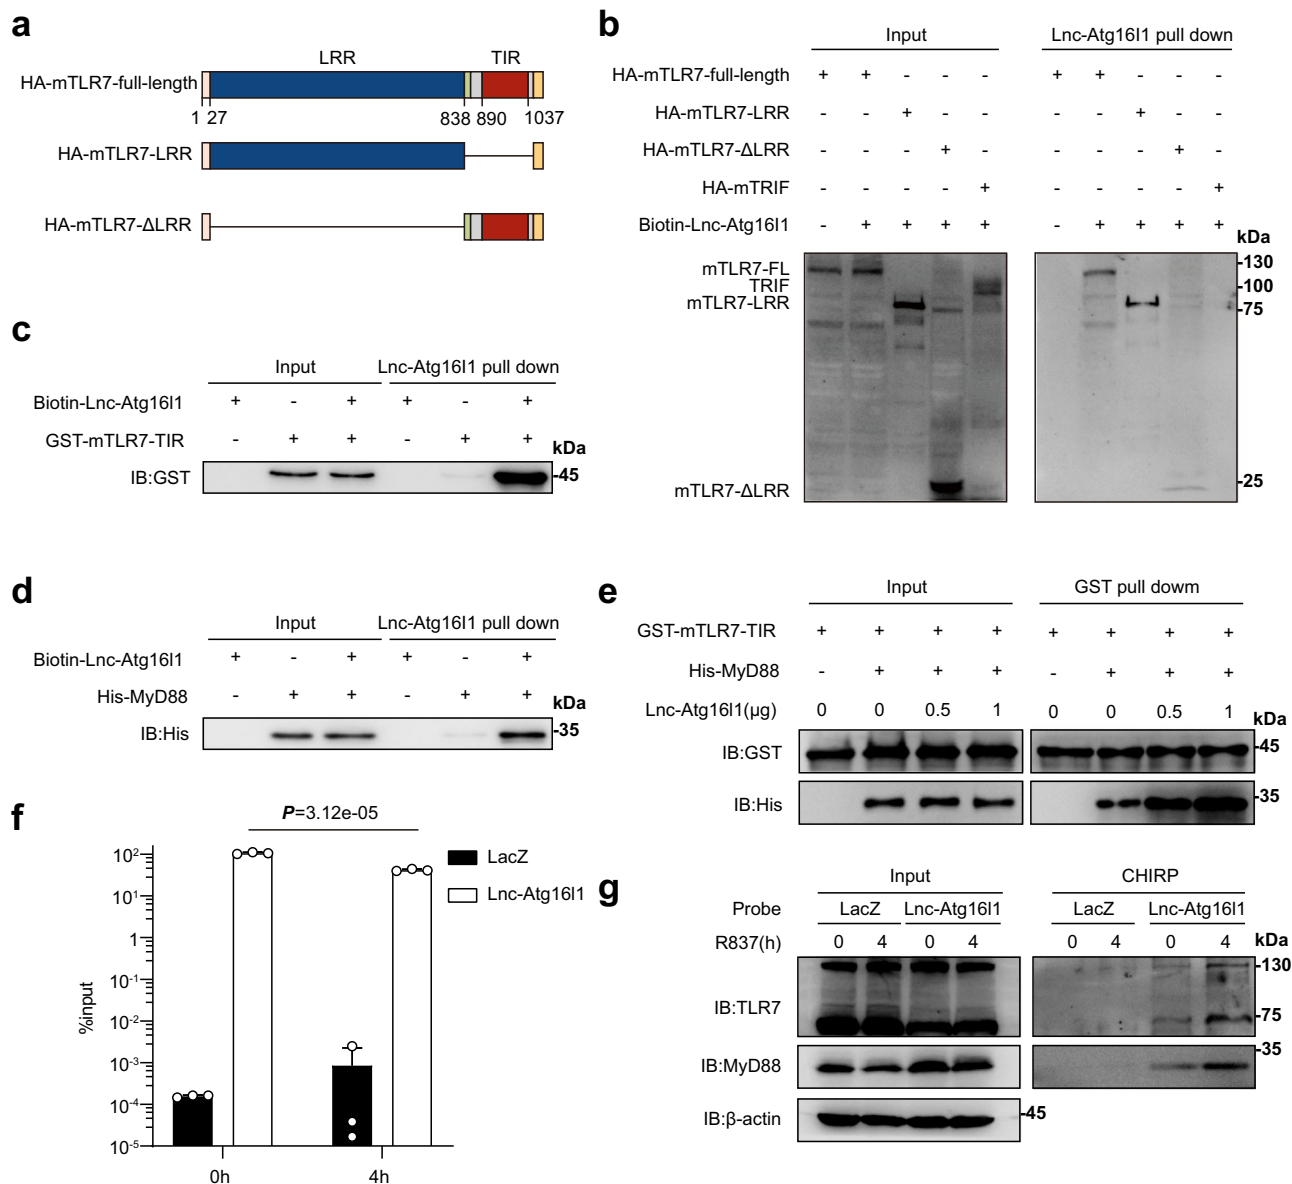 a
LRR TIR
HA-mTLR7-full-length
1 27 838 890 1037
HA-mTLR7-LRR
HA-mTLR7-ΔLRR
b
Input Lnc-Atg16l1 pull down
HA-mTLR7-full-length + + - - - + + - - -
HA-mTLR7-LRR - - + - - - - + - -
HA-mTLR7-ΔLRR - - - + - - - - + -
HA-mTRIF - - - - + - - - - +
Biotin-Lnc-Atg16l1 - + + + + - + + + +
kDa
mTLR7-FL -130
TRIF -100
mTLR7-LRR -75
mTLR7-ΔLRR -25
c
Input Lnc-Atg16l1 pull down
Biotin-Lnc-Atg16l1 + - + + - +
GST-mTLR7-TIR - + + - + +
kDa
IB:GST -45
d
Input Lnc-Atg16l1 pull down
Biotin-Lnc-Atg16l1 + - + + - +
His-MyD88 - + + - + +
kDa
IB:His -35
e
Input GST pull dowm
GST-mTLR7-TIR + + + + + + + +
His-MyD88 - + + + - + + +
Lnc-Atg16l1(μg) 0 0 0.5 1 0 0 0.5 1
kDa
IB:GST -45
IB:His -35
f
P=3.12e-05
LacZ
Lnc-Atg16l1
%input
10²
10¹
1
10⁻¹
10⁻²
10⁻³
10⁻⁴
10⁻⁵
0h 4h
g
Input CHIRP
Probe LacZ Lnc-Atg16l1 LacZ Lnc-Atg16l1
R837(h) 0 4 0 4 0 4 0 4 kDa
-130
IB:TLR7
-75
-35
IB:MyD88
IB:β-actin -45